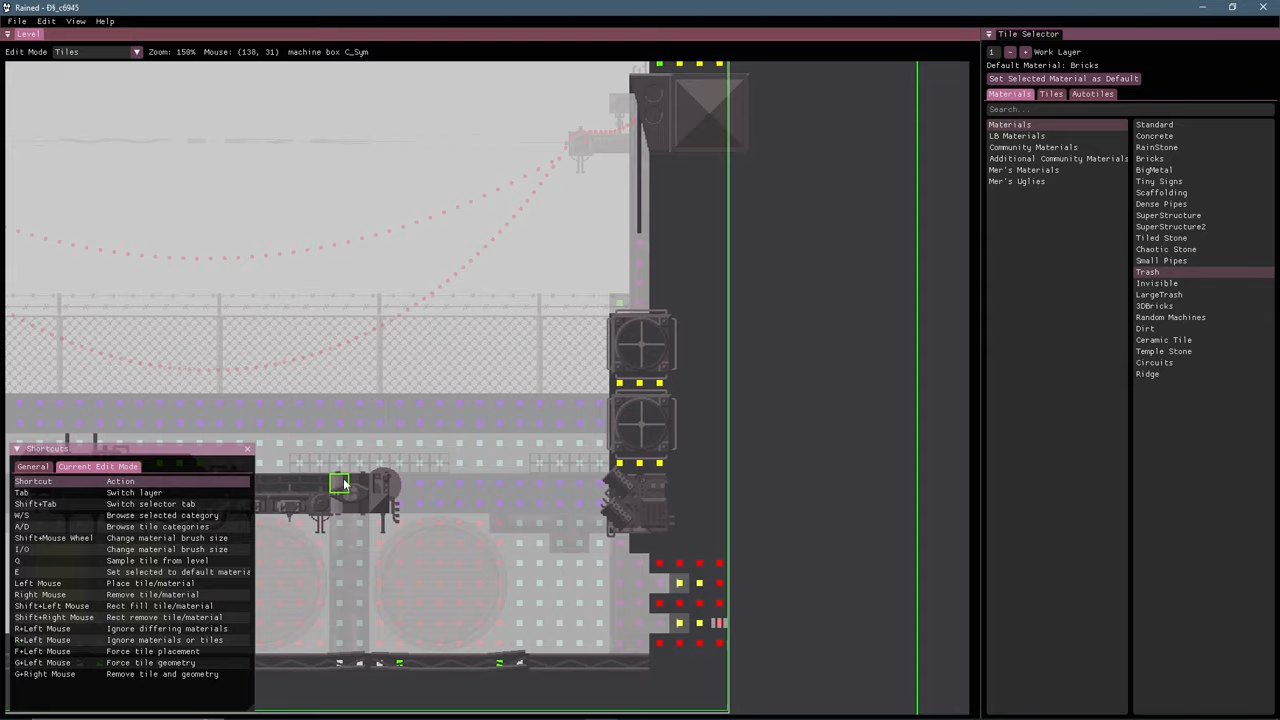 Rained - Đ§_c6945
File Edit View Help
Level
Edit Mode Tiles Zoom: 150% Mouse: (138, 31) machine box C_Sym
Shortcuts
General Current Edit Mode
Shortcut Action
Tab Switch layer
Shift+Tab Switch selector tab
W/S Browse selected category
A/D Browse tile categories
Shift+Mouse Wheel Change material brush size
I/O Change material brush size
Q Sample tile from level
E Set selected to default materia
Left Mouse Place tile/material
Right Mouse Remove tile/material
Shift+Left Mouse Rect fill tile/material
Shift+Right Mouse Rect remove tile/material
R+Left Mouse Ignore differing materials
R+Left Mouse Ignore materials or tiles
F+Left Mouse Force tile placement
G+Left Mouse Force tile geometry
G+Right Mouse Remove tile and geometry
Tile Selector
1 - + Work Layer
Default Material: Bricks
Set Selected Material as Default
Materials Tiles Autotiles
Search...
Materials
LB Materials
Community Materials
Additional Community Materials
Mer's Materials
Mer's Uglies
Standard
Concrete
RainStone
Bricks
BigMetal
Tiny Signs
Scaffolding
Dense Pipes
SuperStructure
SuperStructure2
Tiled Stone
Chaotic Stone
Small Pipes
Trash
Invisible
LargeTrash
3DBricks
Random Machines
Dirt
Ceramic Tile
Temple Stone
Circuits
Ridge